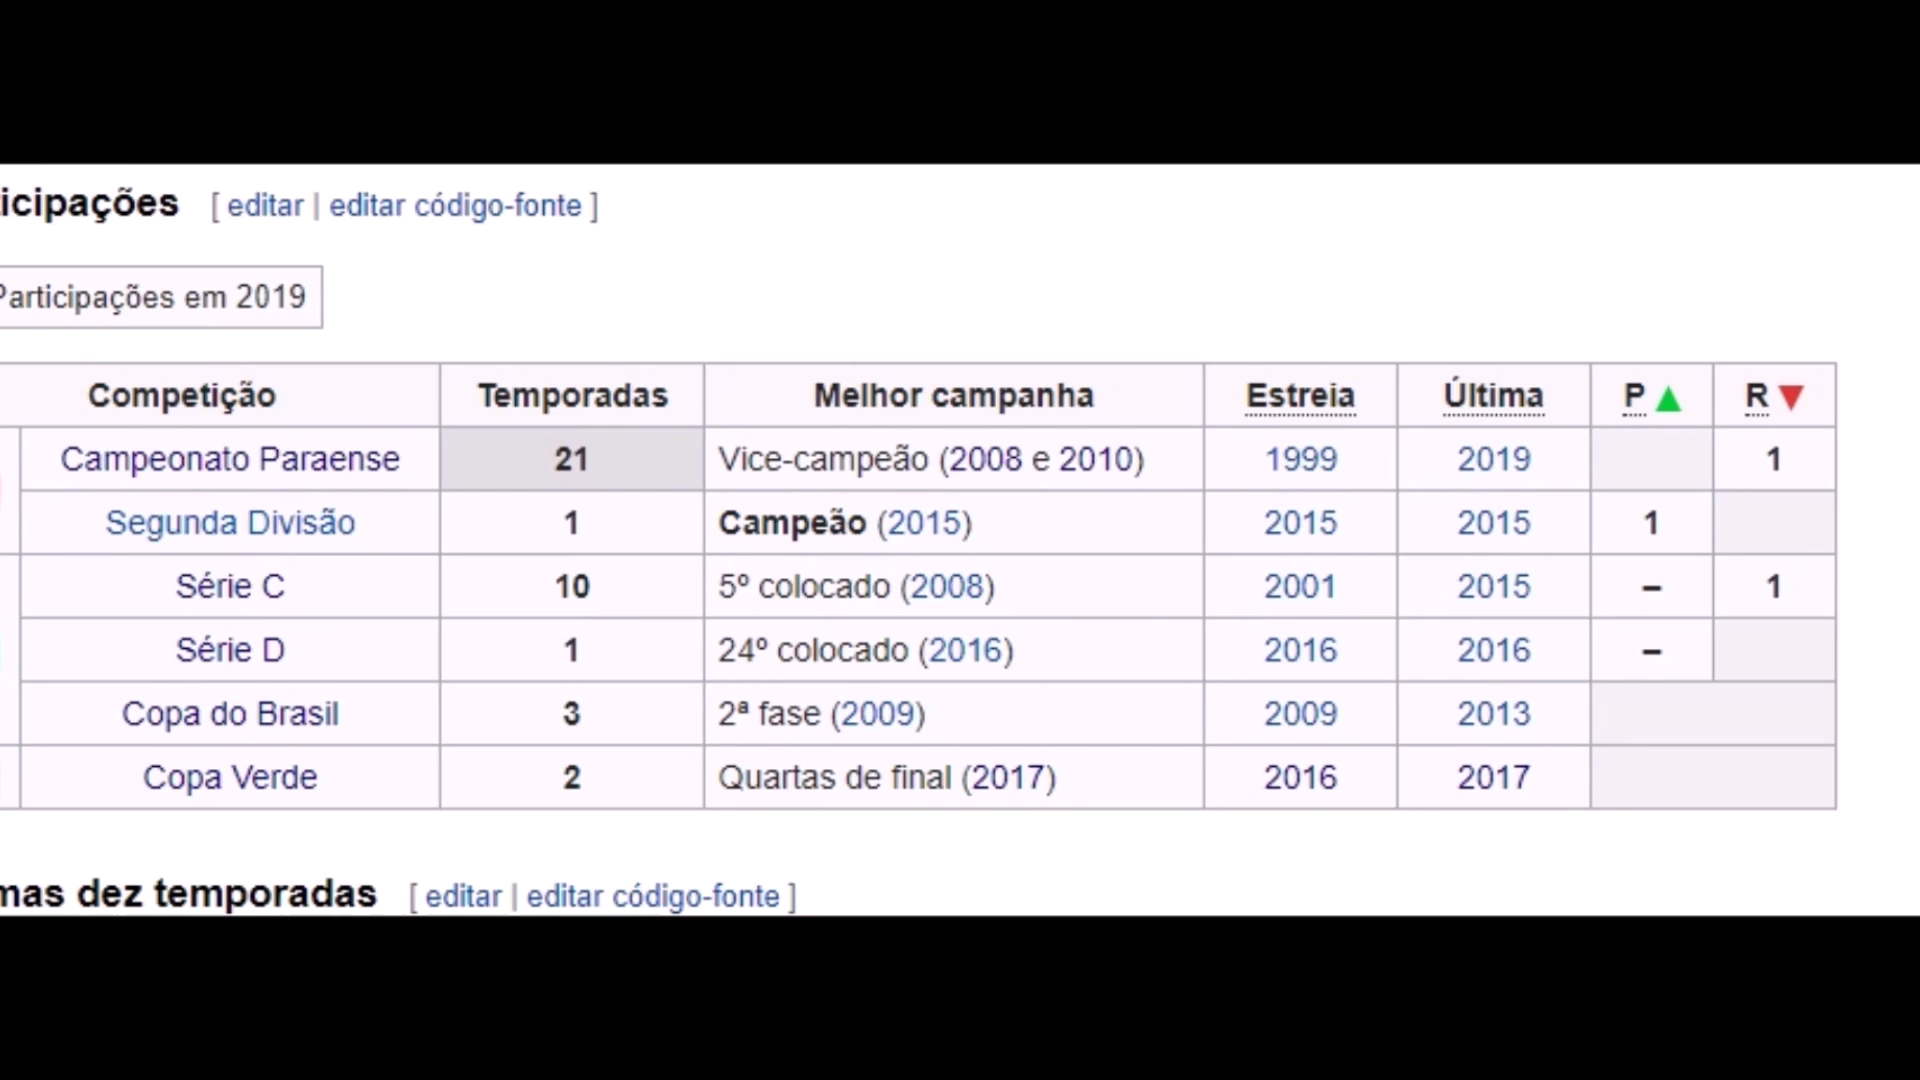 ticipações [ editar | editar código-fonte ]
Participações em 2019
Competição Temporadas Melhor campanha Estreia Última P ▲ R ▼
Campeonato Paraense 21 Vice-campeão (2008 e 2010) 1999 2019 1
Segunda Divisão 1 Campeão (2015) 2015 2015 1
Série C 10 5º colocado (2008) 2001 2015 – 1
Série D 1 24º colocado (2016) 2016 2016 –
Copa do Brasil 3 2ª fase (2009) 2009 2013
Copa Verde 2 Quartas de final (2017) 2016 2017
mas dez temporadas [ editar | editar código-fonte ]